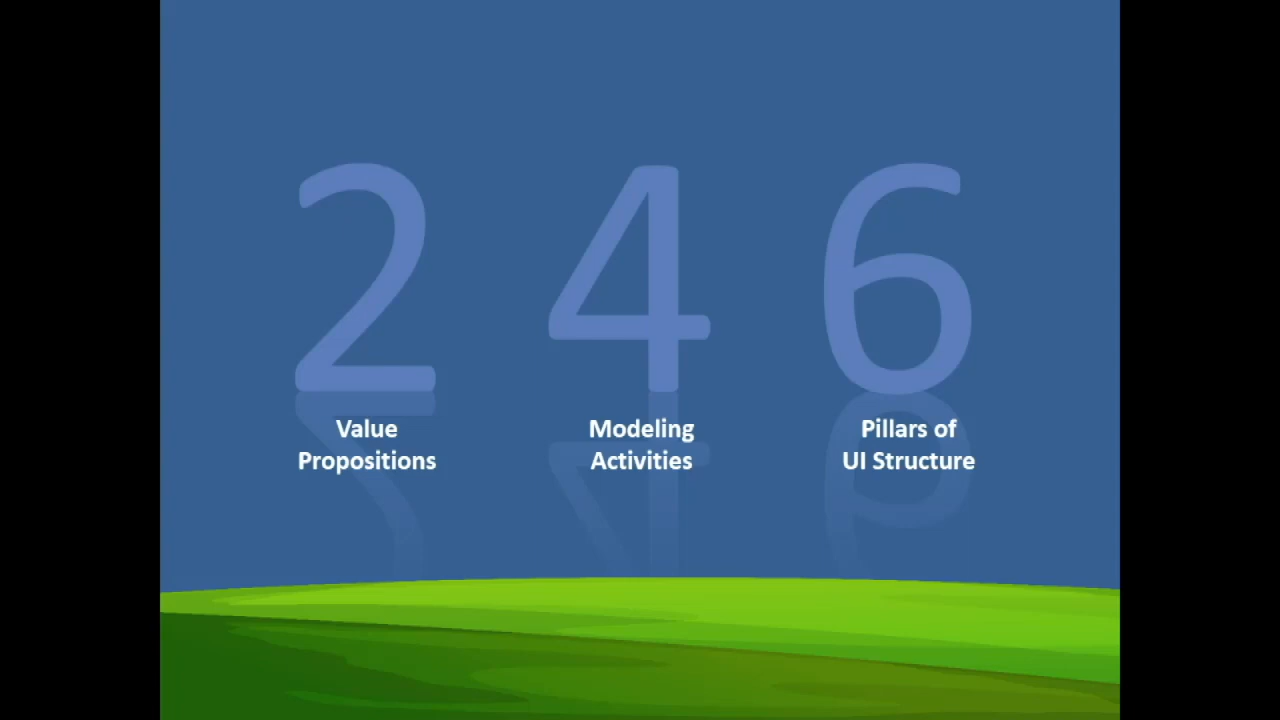 2 4 6
Value Modeling Pillars of
Propositions Activities UI Structure